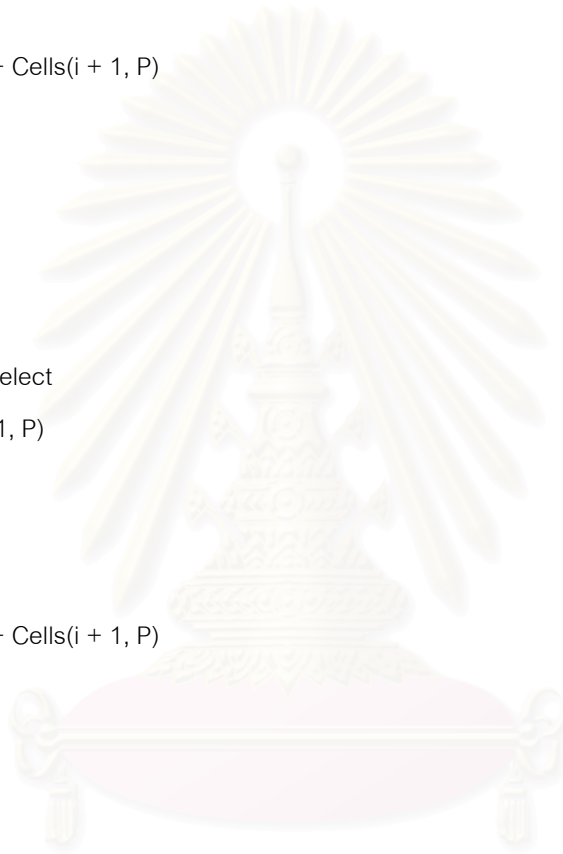 - Cells(i + 1, P)
elect
1, P)
- Cells(i + 1, P)